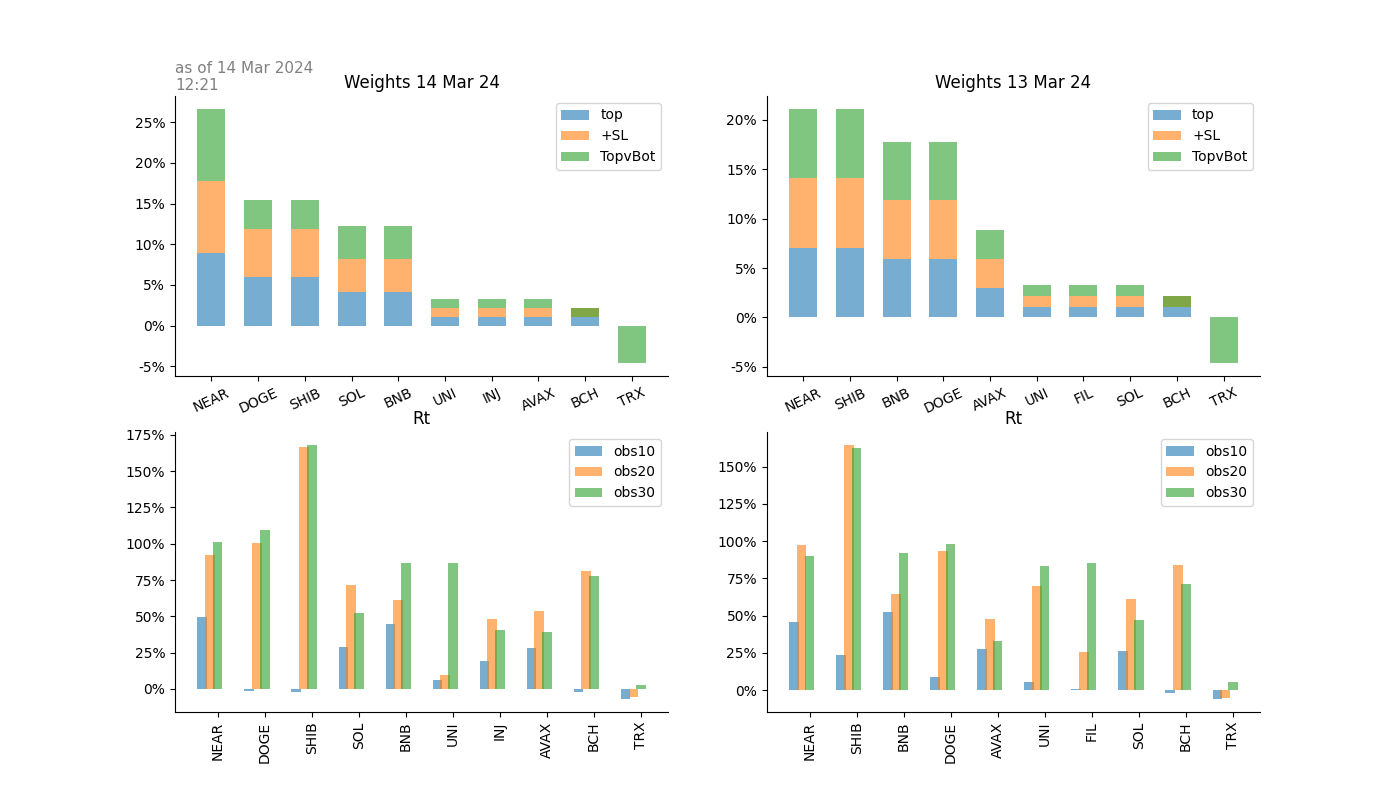 as of 14 Mar 2024
12:21
Weights 14 Mar 24
25%
20%
15%
10%
5%
0%
-5%
top
+SL
TopvBot
NEAR DOGE SHIB SOL BNB UNI INJ AVAX BCH TRX
Weights 13 Mar 24
20%
15%
10%
5%
0%
-5%
top
+SL
TopvBot
NEAR SHIB BNB DOGE AVAX UNI FIL SOL BCH TRX
Rt
175%
150%
125%
100%
75%
50%
25%
0%
obs10
obs20
obs30
NEAR DOGE SHIB SOL BNB UNI INJ AVAX BCH TRX
Rt
150%
125%
100%
75%
50%
25%
0%
obs10
obs20
obs30
NEAR SHIB BNB DOGE AVAX UNI FIL SOL BCH TRX